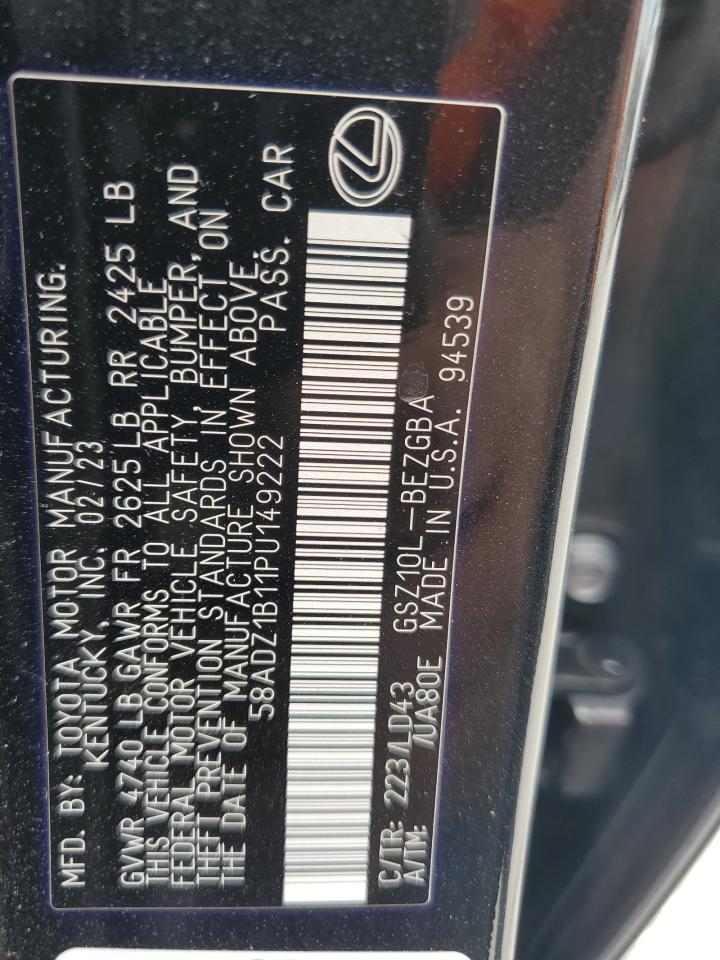 MFD. BY: TOYOTA MOTOR MANUFACTURING.
KENTUCKY, INC. 02/23
GVWR 4740 LB GAWR FR 2625 LB RR 2425 LB
THIS VEHICLE CONFORMS TO ALL APPLICABLE
FEDERAL MOTOR VEHICLE SAFETY, BUMPER, AND
THEFT PREVENTION STANDARDS IN EFFECT ON
THE DATE OF MANUFACTURE SHOWN ABOVE.
58ADZ1B11PU149222 PASS. CAR
C/TR: 223/LD43 GSZ10L-BEZGBA
A/TM: /UA80E MADE IN U.S.A. 94539